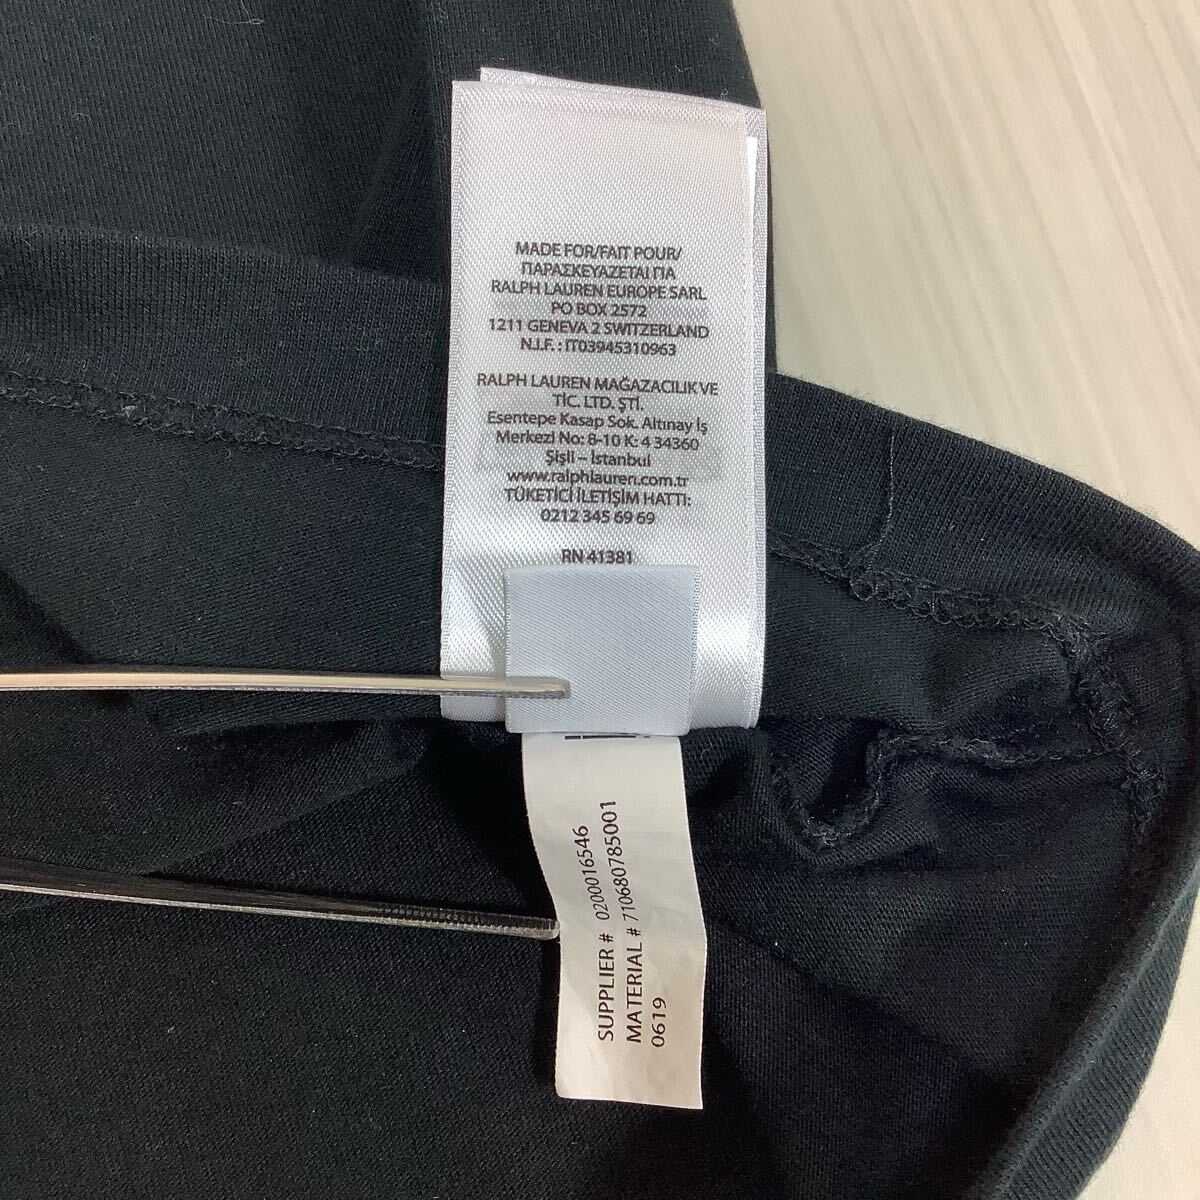 MADE FOR/FAIT POUR/
ΠΑΡΑΣΚΕΥΑΖΕΤΑΙ ΓΙΑ
RALPH LAUREN EUROPE SARL
PO BOX 2572
1211 GENEVA 2 SWITZERLAND
N.I.F. : IT03945310963
RALPH LAUREN MAĞAZACILIK VE
TİC. LTD. ŞTİ.
Esentepe Kasap Sok. Altınay İş
Merkezi No: 8-10 K: 4 34360
Şişli – İstanbul
www.ralphlauren.com.tr
TÜKETİCİ İLETİŞİM HATTI:
0212 345 69 69
RN 41381
SUPPLIER # 0200016546
MATERIAL # 710680785001
0619